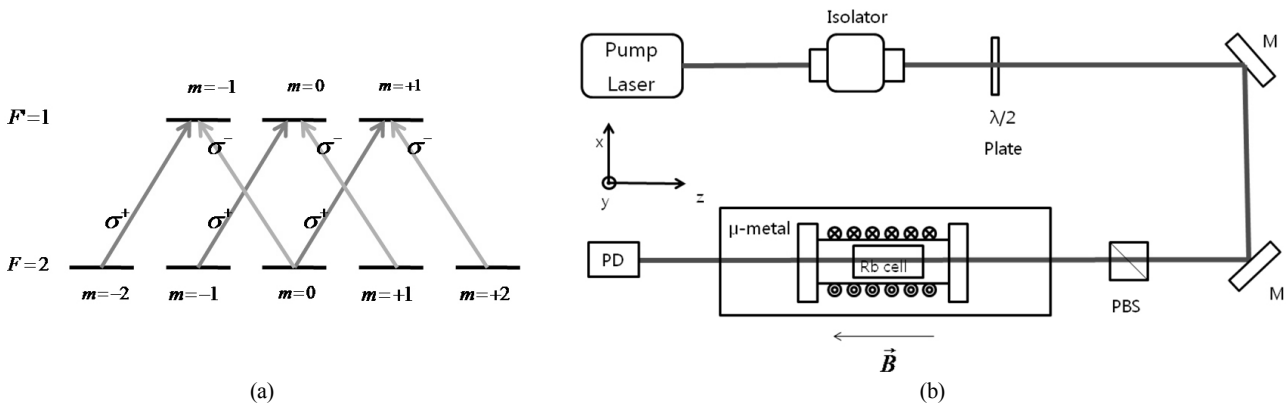 m=−1
m=0
m=+1
F'=1
σ⁻
σ⁻
σ⁻
σ⁺
σ⁺
σ⁺
F=2
m=−2
m=−1
m=0
m=+1
m=+2
(a)
Isolator
Pump
Laser
M
λ/2
Plate
x
y
z
μ-metal
PD
Rb cell
PBS
M
B⃗
(b)